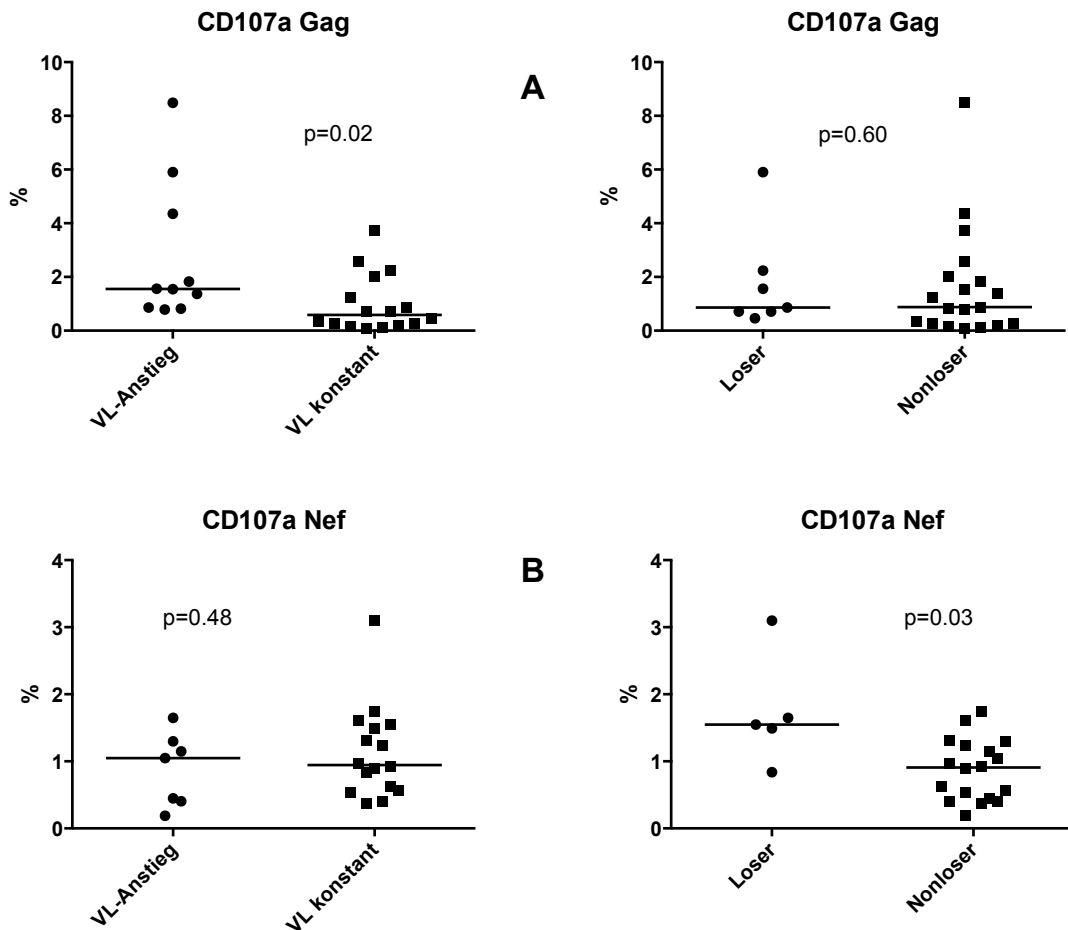 CD107a Gag
10
8
6
4
2
0
%
p=0.02
VL-Anstieg
VL konstant
A
CD107a Gag
10
8
6
4
2
0
%
p=0.60
Loser
Nonloser
CD107a Nef
4
3
2
1
0
%
p=0.48
VL-Anstieg
VL konstant
B
CD107a Nef
4
3
2
1
0
%
p=0.03
Loser
Nonloser